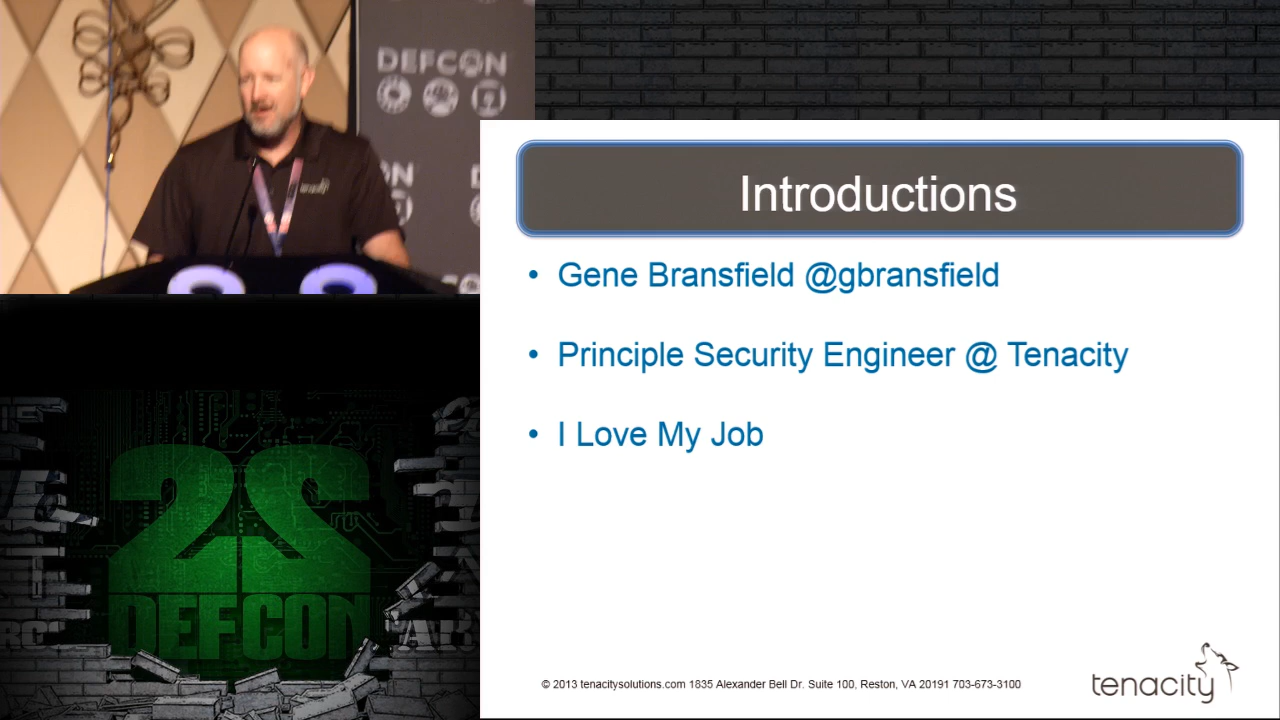 DEFCON
Introductions
• Gene Bransfield @gbransfield
• Principle Security Engineer @ Tenacity
• I Love My Job
22
DEFCON
© 2013 tenacitysolutions.com 1835 Alexander Bell Dr. Suite 100, Reston, VA 20191 703-673-3100
tenacity